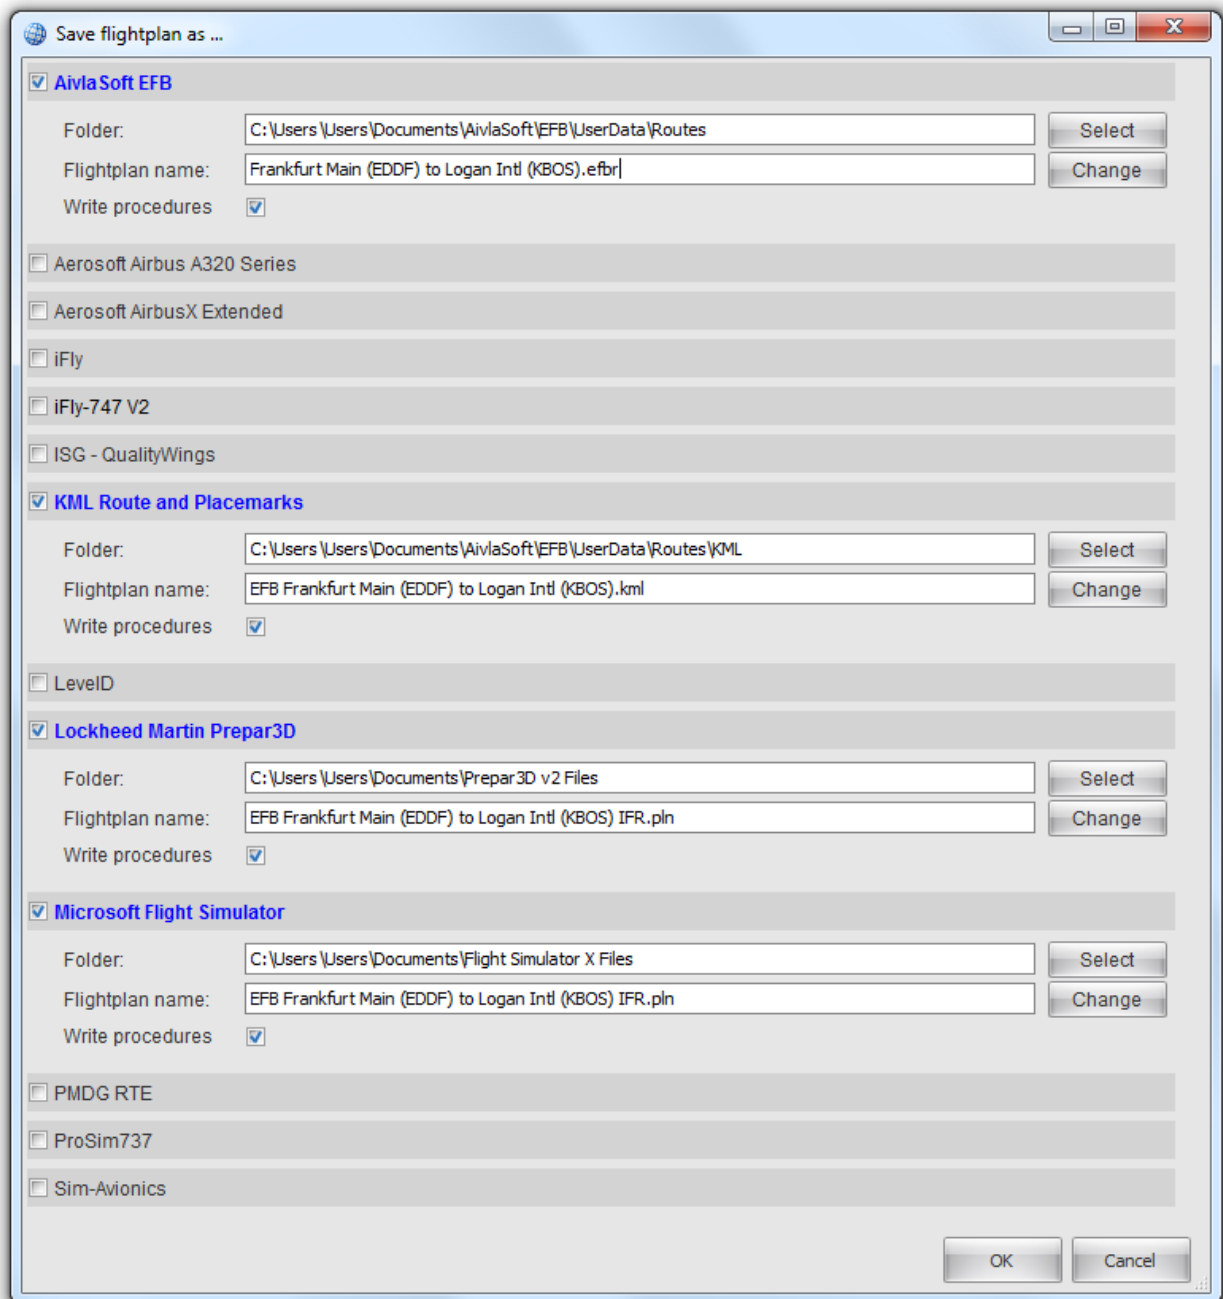 Save flightplan as ...
AivlaSoft EFB
Folder: C:\Users\Users\Documents\AivlaSoft\EFB\UserData\Routes Select
Flightplan name: Frankfurt Main (EDDF) to Logan Intl (KBOS).efbr Change
Write procedures
Aerosoft Airbus A320 Series
Aerosoft AirbusX Extended
iFly
iFly-747 V2
ISG - QualityWings
KML Route and Placemarks
Folder: C:\Users\Users\Documents\AivlaSoft\EFB\UserData\Routes\KML Select
Flightplan name: EFB Frankfurt Main (EDDF) to Logan Intl (KBOS).kml Change
Write procedures
LevelD
Lockheed Martin Prepar3D
Folder: C:\Users\Users\Documents\Prepar3D v2 Files Select
Flightplan name: EFB Frankfurt Main (EDDF) to Logan Intl (KBOS) IFR.pln Change
Write procedures
Microsoft Flight Simulator
Folder: C:\Users\Users\Documents\Flight Simulator X Files Select
Flightplan name: EFB Frankfurt Main (EDDF) to Logan Intl (KBOS) IFR.pln Change
Write procedures
PMDG RTE
ProSim737
Sim-Avionics
OK Cancel